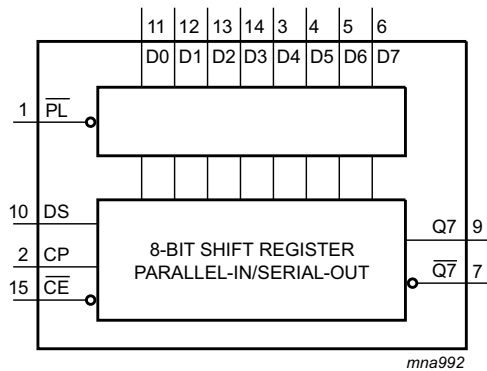 11 12 13 14 3 4 5 6
D0 D1 D2 D3 D4 D5 D6 D7
1 PL
10 DS
2 CP
15 CE
8-BIT SHIFT REGISTER
PARALLEL-IN/SERIAL-OUT
Q7 9
Q7 7
mna992